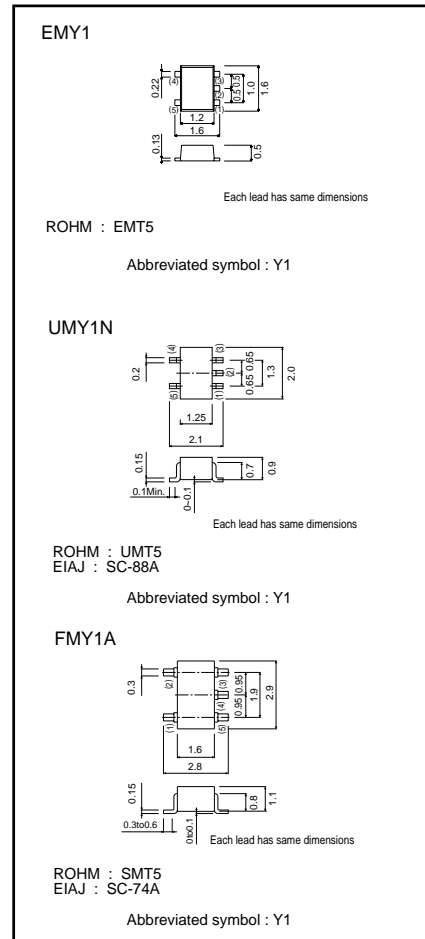 EMY1
0.22
(4)
(3)
(2)
(5)
(1)
0.5 0.5
1.0
1.6
1.2
1.6
0.13
0.5
Each lead has same dimensions
ROHM : EMT5
Abbreviated symbol : Y1
UMY1N
0.2
(4)
(3)
(2)
(5)
(1)
0.65 0.65
1.3
2.0
1.25
2.1
0.15
0.1Min.
0~0.1
0.7
0.9
Each lead has same dimensions
ROHM : UMT5
EIAJ : SC-88A
Abbreviated symbol : Y1
FMY1A
0.3
(2)
(3)
(4)
(1)
(5)
0.95 0.95
1.9
2.9
1.6
2.8
0.15
0.3to0.6
0to0.1
0.8
1.1
Each lead has same dimensions
ROHM : SMT5
EIAJ : SC-74A
Abbreviated symbol : Y1